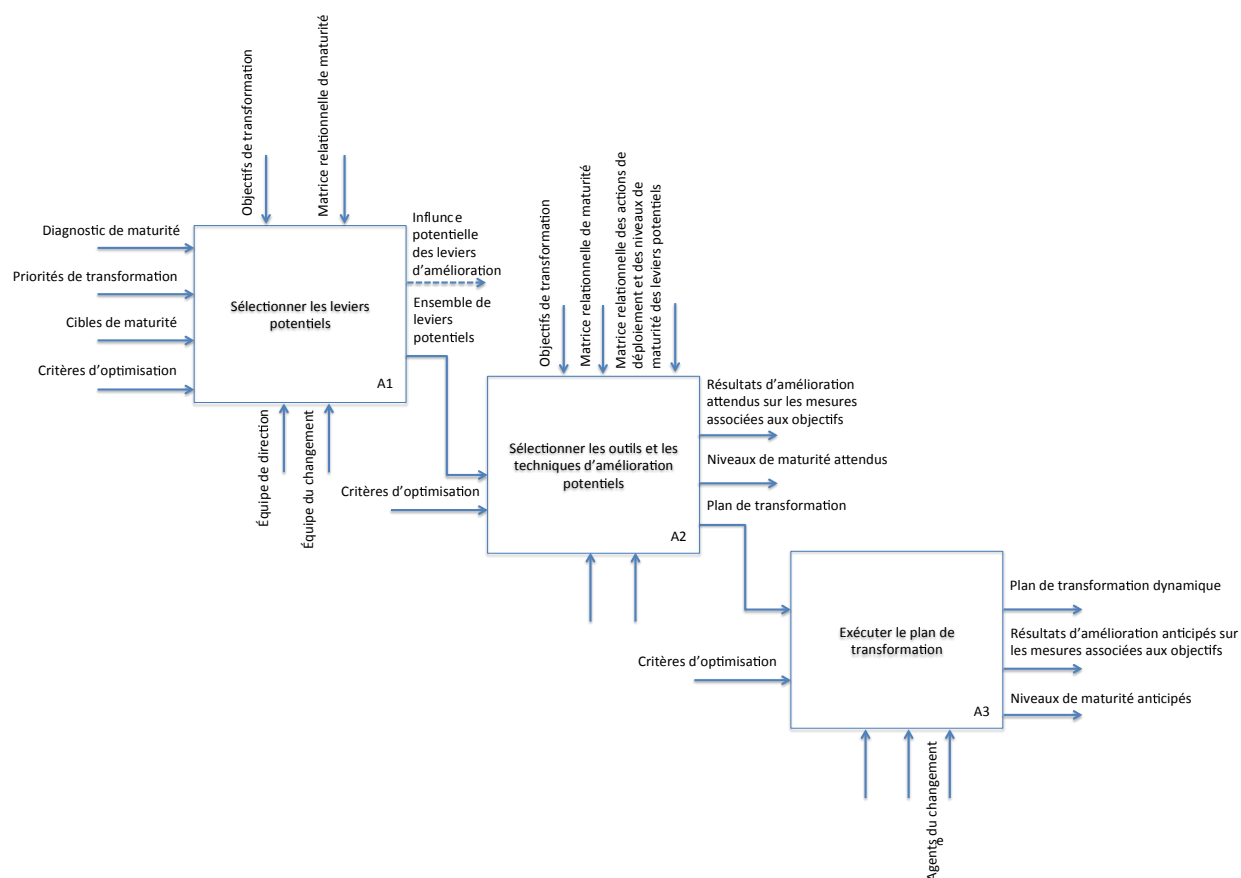 Objectifs de transformation
Matrice relationnelle de maturité
Diagnostic de maturité
Priorités de transformation
Cibles de maturité
Critères d'optimisation
Sélectionner les leviers
potentiels
A1
Influnce
potentielle
des leviers
d'amélioration
Ensemble de
leviers
potentiels
Équipe de direction
Équipe du changement
Objectifs de transformation
Matrice relationnelle de maturité
Matrice relationnelle des actions de
déploiement et des niveaux de
maturité des leviers potentiels
Critères d'optimisation
Sélectionner les outils et les
techniques d'amélioration
potentiels
A2
Résultats d'amélioration
attendus sur les mesures
associées aux objectifs
Niveaux de maturité attendus
Plan de transformation
Critères d'optimisation
Exécuter le plan de
transformation
A3
Plan de transformation dynamique
Résultats d'amélioration anticipés sur
les mesures associées aux objectifs
Niveaux de maturité anticipés
Agents du changement
e